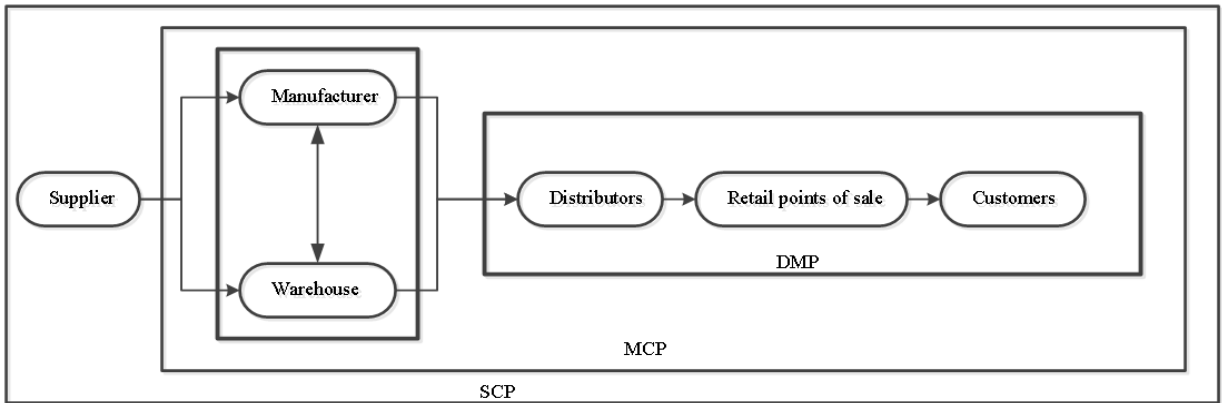 Manufacturer
Supplier
Distributors
Retail points of sale
Customers
DMP
Warehouse
MCP
SCP